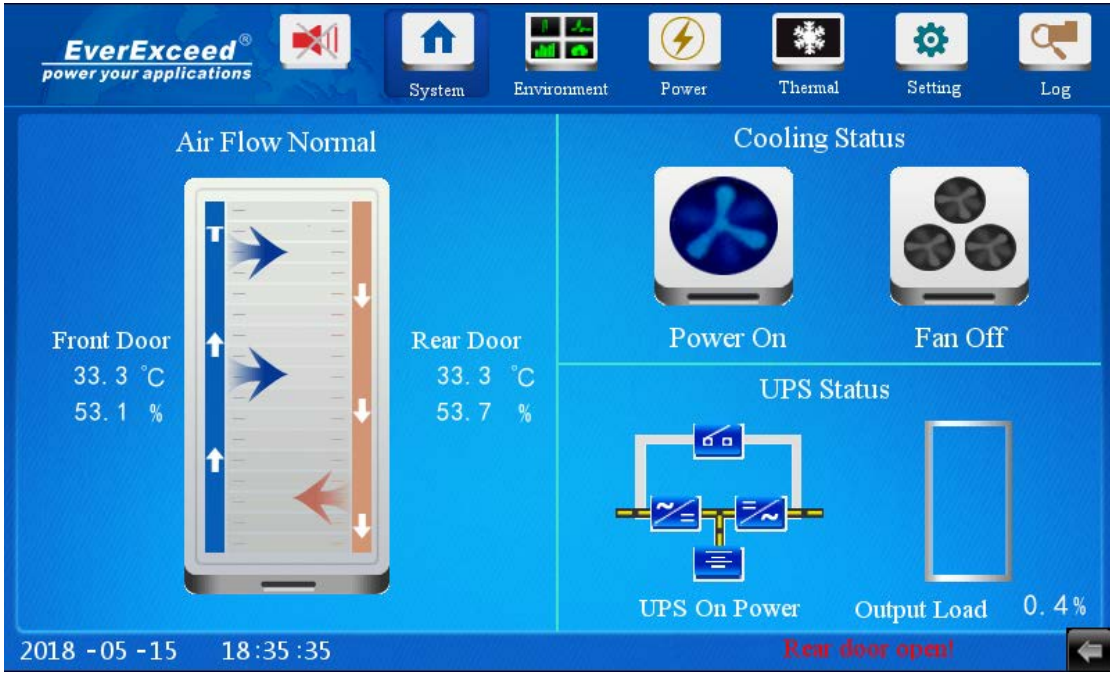 EverExceed®
power your applications
System
Environment
Power
Thermal
Setting
Log
Air Flow Normal
Front Door
33.3 ℃
53.1 %
Rear Door
33.3 ℃
53.7 %
Cooling Status
Power On
Fan Off
UPS Status
UPS On Power
Output Load 0.4%
2018 -05 -15 18:35:35
Rear door open!